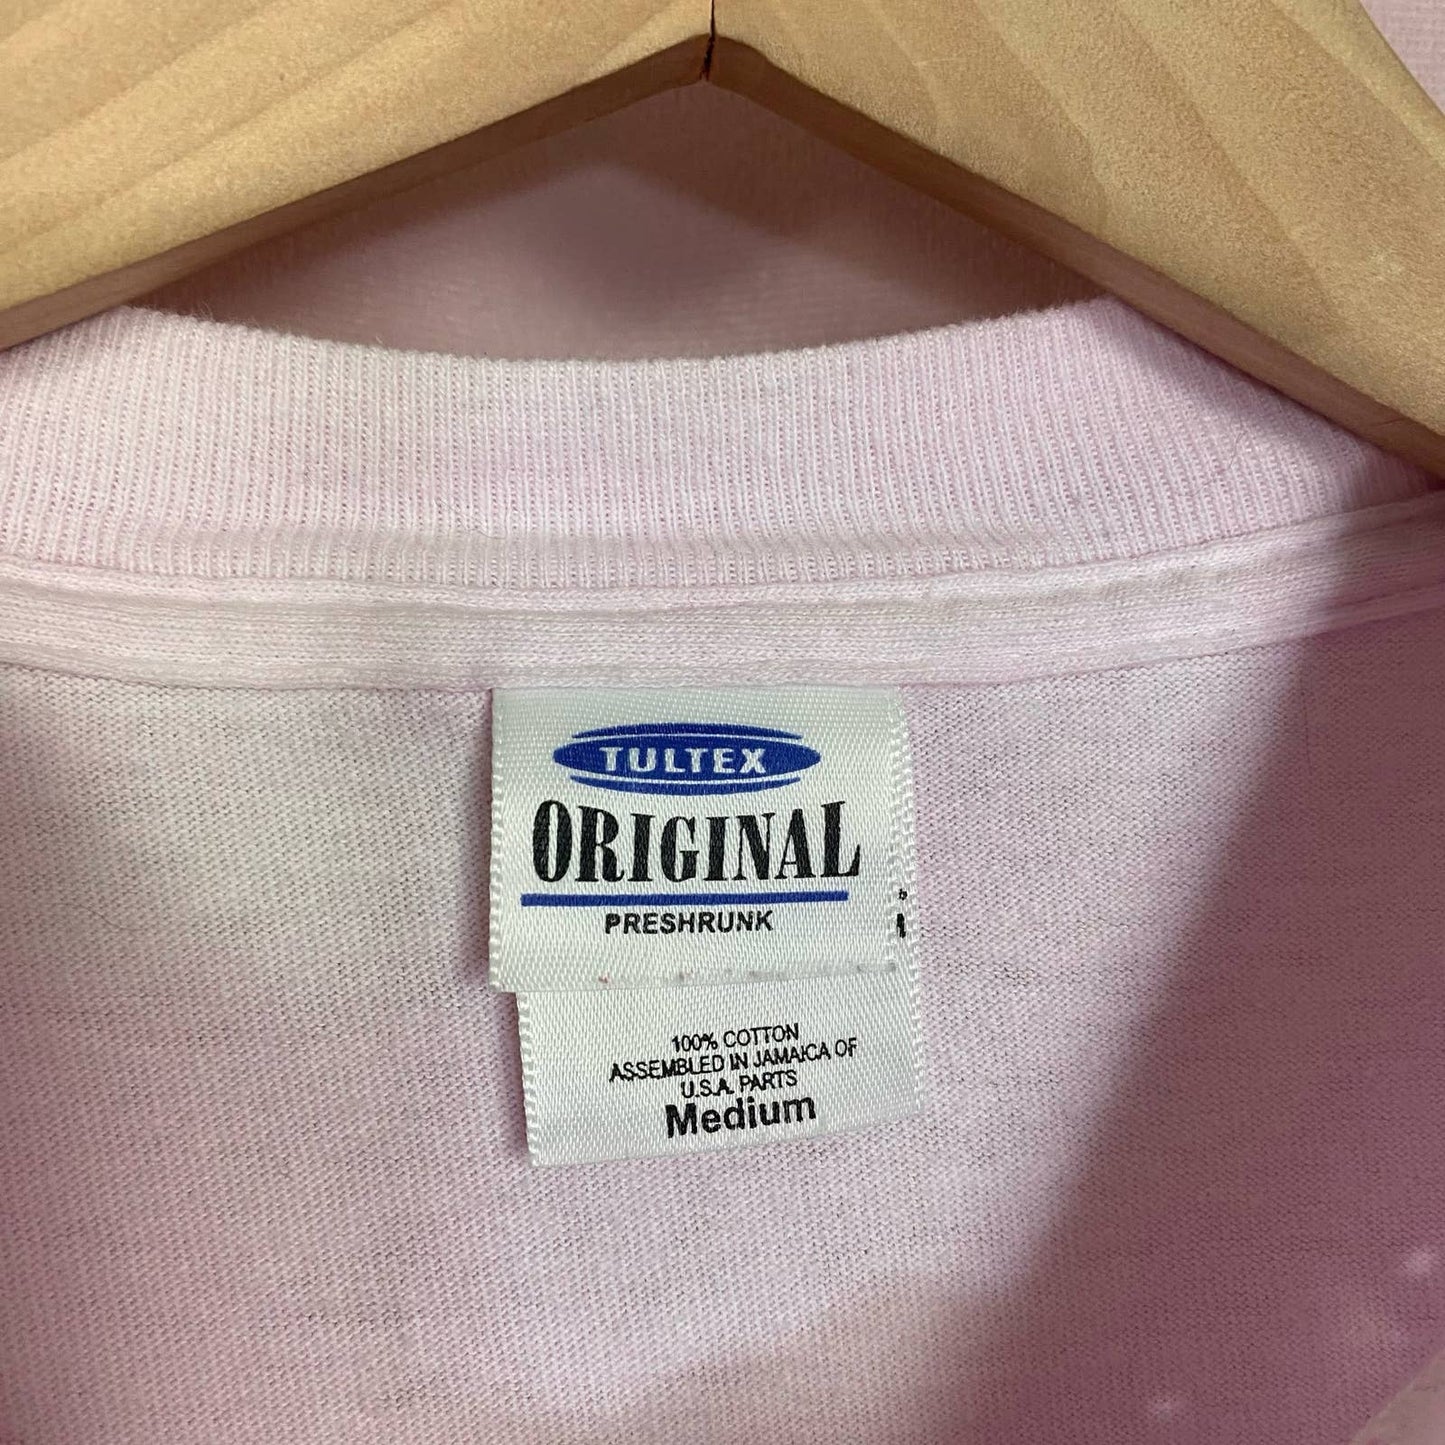 TULTEX
ORIGINAL
PRESHRUNK
100% COTTON
ASSEMBLED IN JAMAICA OF
U.S.A. PARTS
Medium